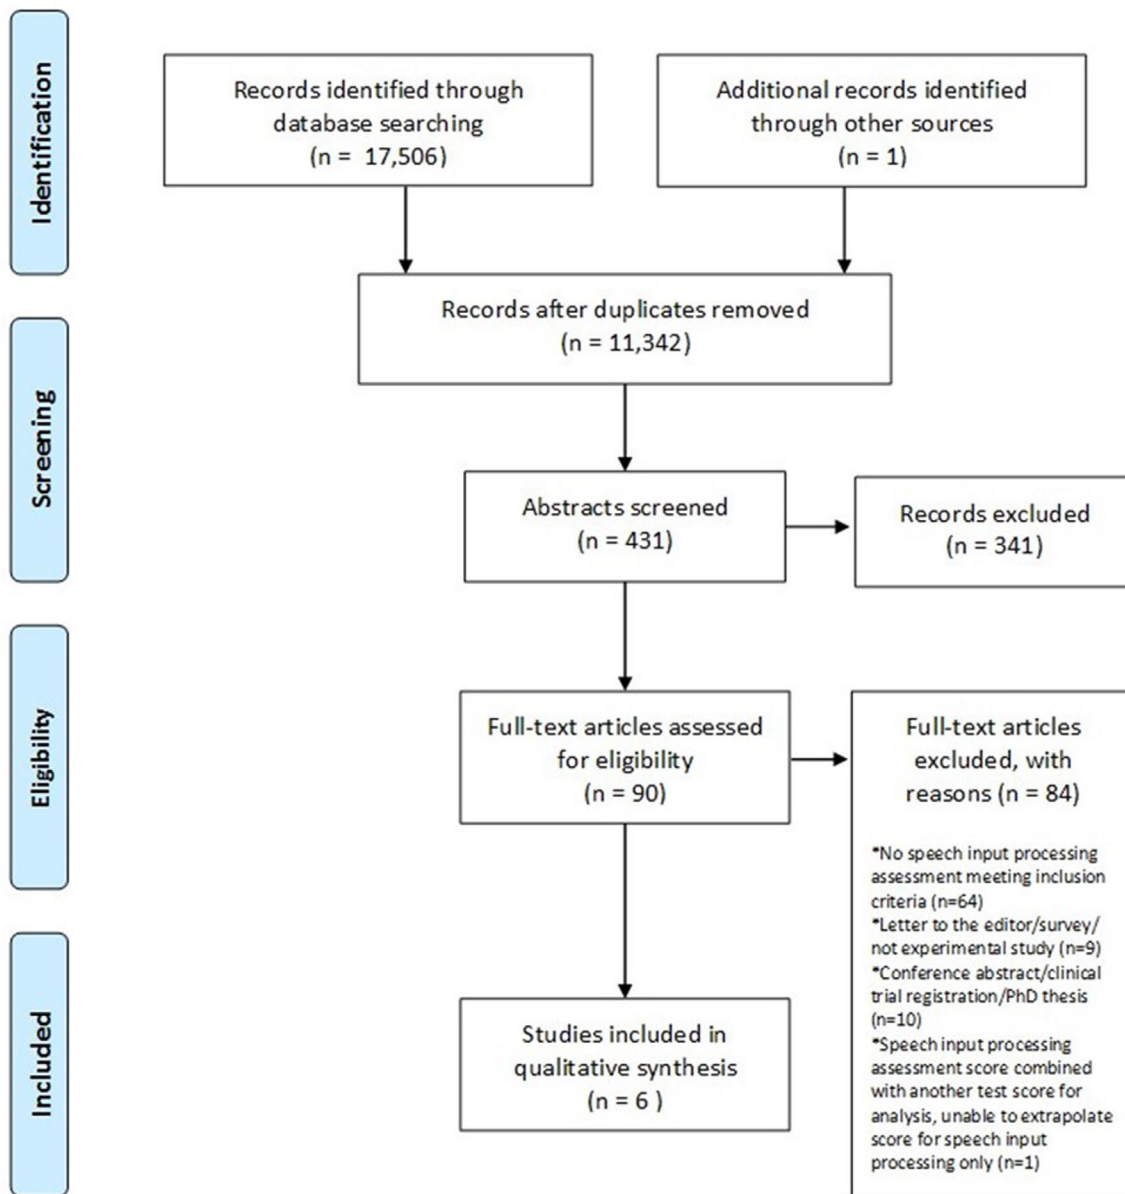 Identification
Records identified through
database searching
(n =  17,506)
Additional records identified
through other sources
(n = 1)
Records after duplicates removed
(n = 11,342)
Screening
Abstracts screened
(n = 431)
Records excluded
(n = 341)
Eligibility
Full-text articles assessed
for eligibility
(n = 90)
Full-text articles
excluded, with
reasons (n = 84)
*No speech input processing
assessment meeting inclusion
criteria (n=64)
*Letter to the editor/survey/
not experimental study (n=9)
*Conference abstract/clinical
trial registration/PhD thesis
(n=10)
*Speech input processing
assessment score combined
with another test score for
analysis, unable to extrapolate
score for speech input
processing only (n=1)
Included
Studies included in
qualitative synthesis
(n = 6 )